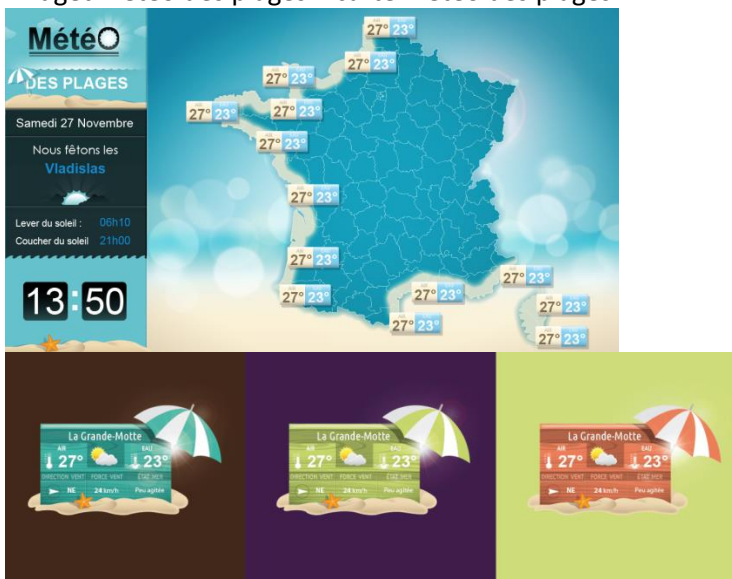 MétéO
DES PLAGES
Samedi 27 Novembre
Nous fêtons les
Vladislas
Lever du soleil : 06h10
Coucher du soleil 21h00
13:50
27° 23°
27° 23°
27° 23°
27° 23°
27° 23°
27° 23°
27° 23°
27° 23°
27° 23°
27° 23°
27° 23°
27° 23°
27° 23°
27° 23°
La Grande-Motte
AIR EAU
27° 23°
DIRECTION VENT FORCE VENT ÉTAT MER
NE 24 km/h Peu agitée
La Grande-Motte
AIR EAU
27° 23°
DIRECTION VENT FORCE VENT ÉTAT MER
NE 24 km/h Peu agitée
La Grande-Motte
AIR EAU
27° 23°
DIRECTION VENT FORCE VENT ÉTAT MER
NE 24 km/h Peu agitée